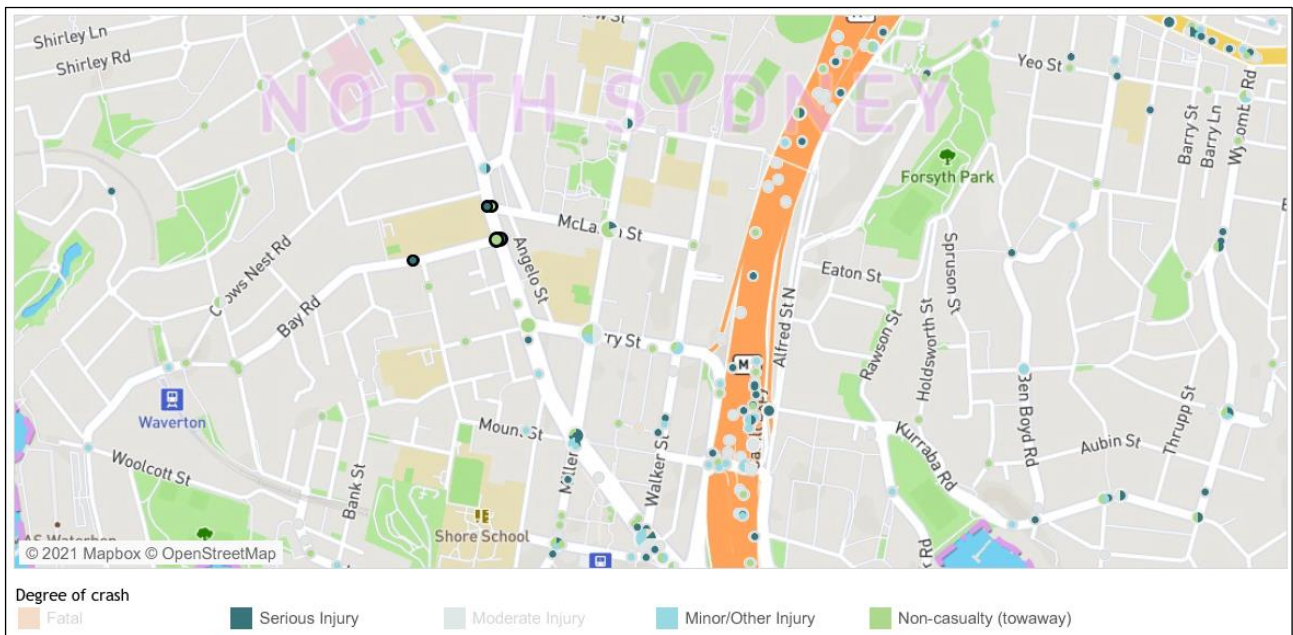 Shirley Ln
Shirley Rd
NORTH SYDNEY
Yeo St
Barry St
Barry Ln
Rd
Forsyth Park
St
Angelo St
Bay Rd
Nest Rd
Eaton St
Spruson St
Holdsworth St
Rawson St
Alfred St N
M
St
Waverton
Mount St
Miller
Walker St
Woolcott St
Bank St
Shore School
Kurraba Rd
Ben Boyd Rd
Aubin St
Thrupp St
Rd
© 2021 Mapbox © OpenStreetMap
Degree of crash
Fatal
Serious Injury
Moderate Injury
Minor/Other Injury
Non-casualty (towaway)